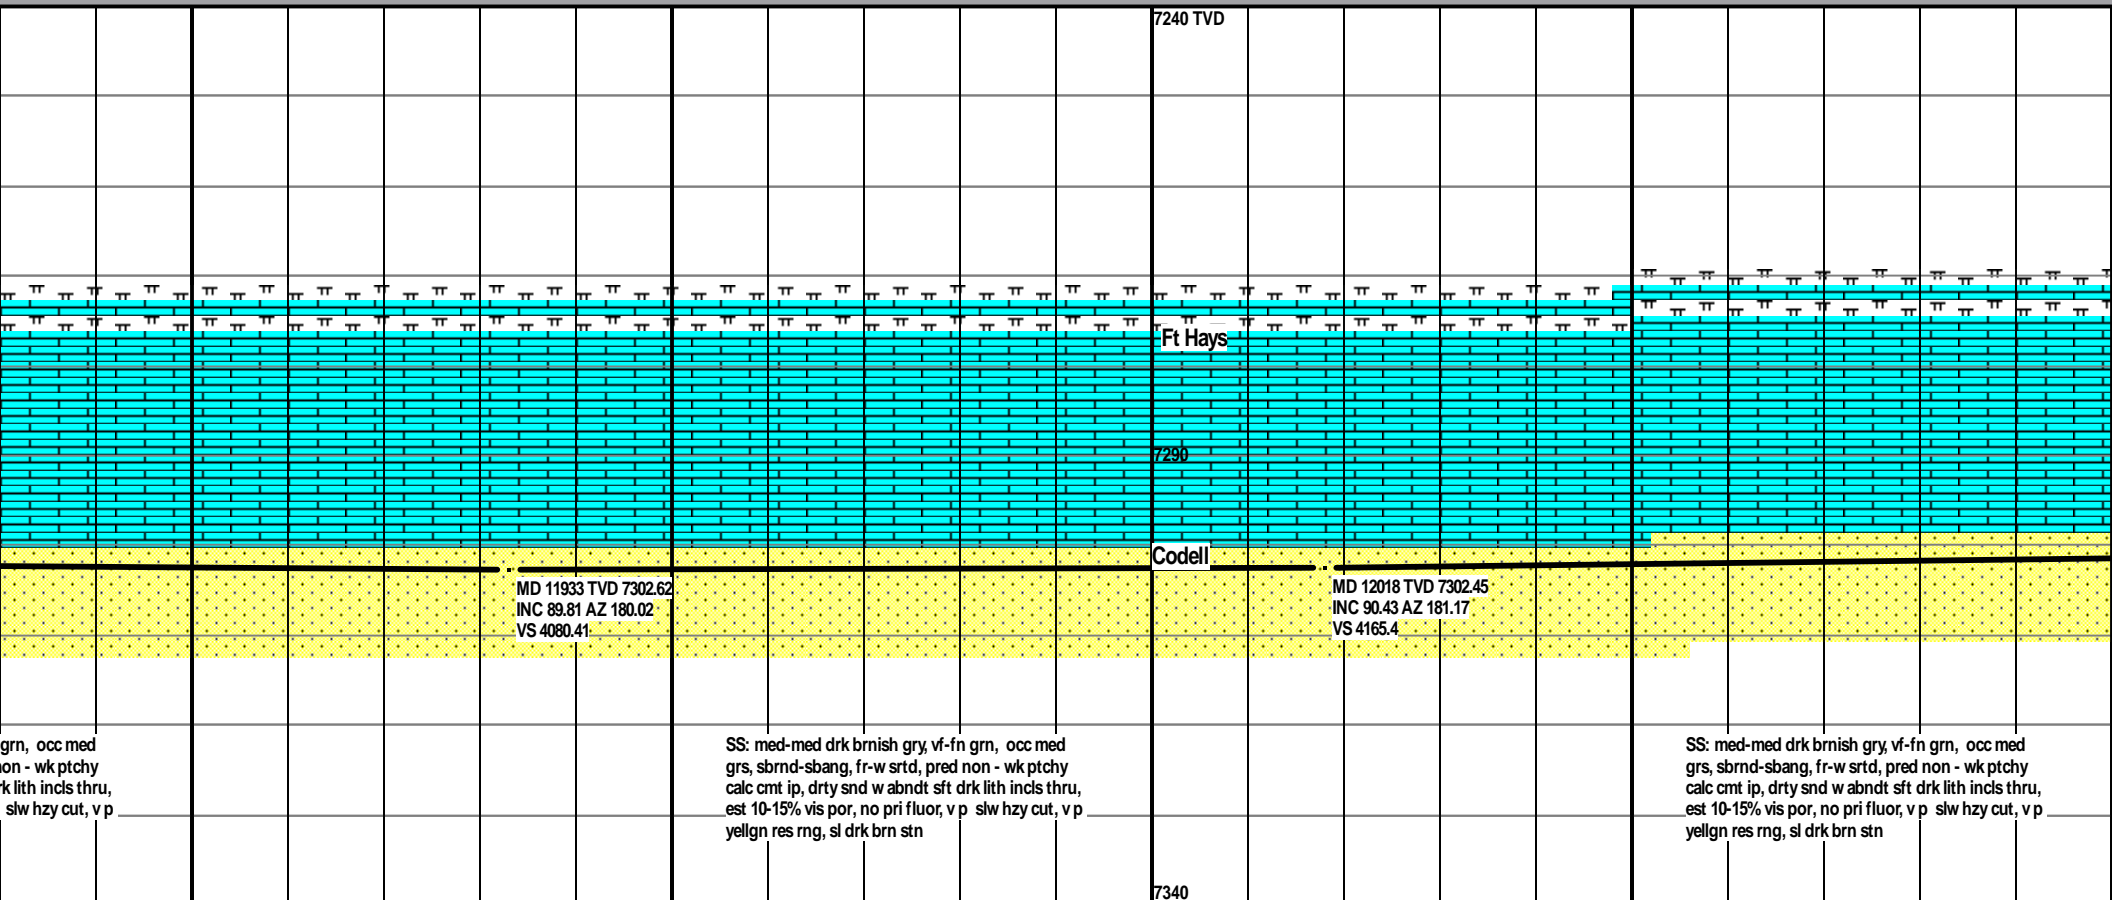 7240 TVD
Ft Hays
7290
Codell
MD 11933 TVD 7302.62
INC 89.81 AZ 180.02
VS 4080.41
MD 12018 TVD 7302.45
INC 90.43 AZ 181.17
VS 4165.4
grn, occ med
non - wk ptchy
rk lith incls thru,
slw hzy cut, v p
SS: med-med drk brnish gry, vf-fn grn, occ med
grs, sbrnd-sbang, fr-w srtd, pred non - wk ptchy
calc cmt ip, drty snd w abndt sft drk lith incls thru,
est 10-15% vis por, no pri fluor, v p slw hzy cut, v p
yellgn res rng, sl drk brn stn
SS: med-med drk brnish gry, vf-fn grn, occ med
grs, sbrnd-sbang, fr-w srtd, pred non - wk ptchy
calc cmt ip, drty snd w abndt sft drk lith incls thru,
est 10-15% vis por, no pri fluor, v p slw hzy cut, v p
yellgn res rng, sl drk brn stn
7340